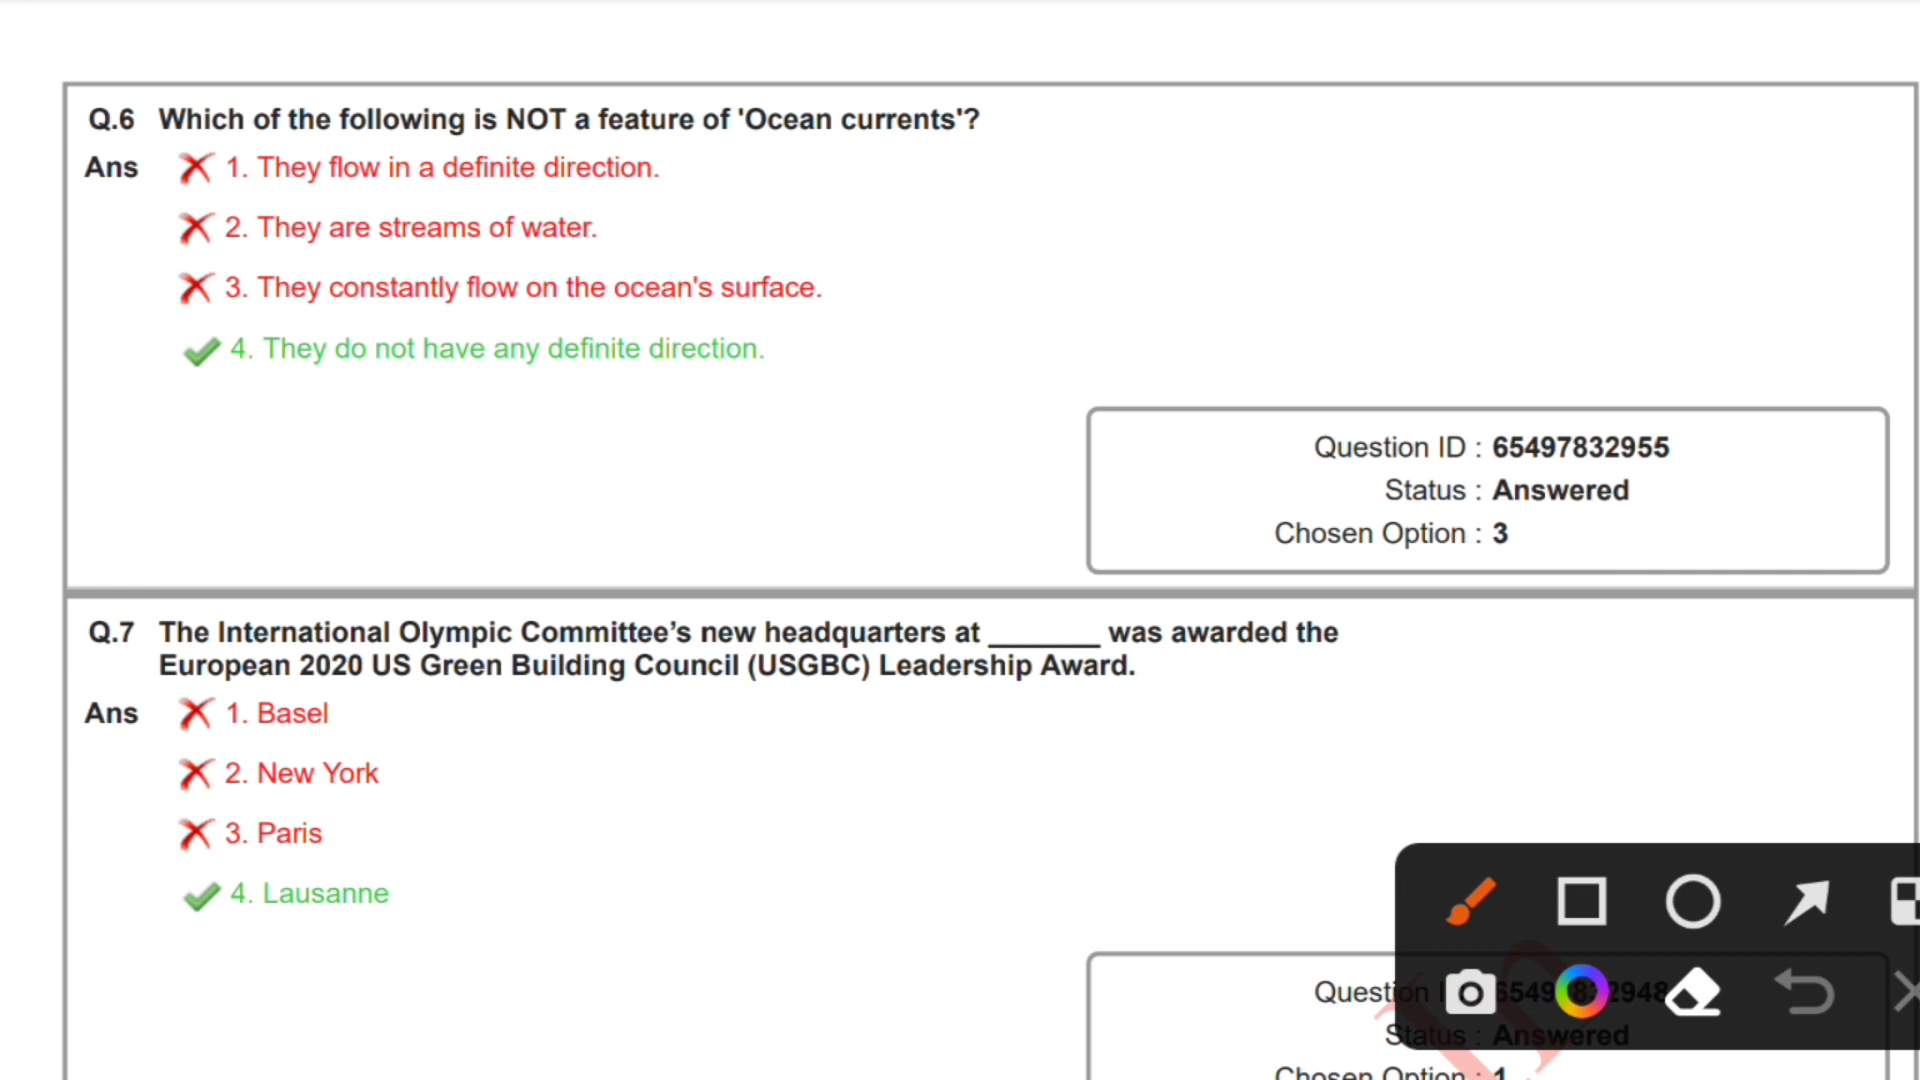 Q.6 Which of the following is NOT a feature of 'Ocean currents'?
Ans 1. They flow in a definite direction.
2. They are streams of water.
3. They constantly flow on the ocean's surface.
4. They do not have any definite direction.
Question ID : 65497832955
Status : Answered
Chosen Option : 3
Q.7 The International Olympic Committee’s new headquarters at _______ was awarded the
European 2020 US Green Building Council (USGBC) Leadership Award.
Ans 1. Basel
2. New York
3. Paris
4. Lausanne
Question
Status : Answered
Chosen Option : 1